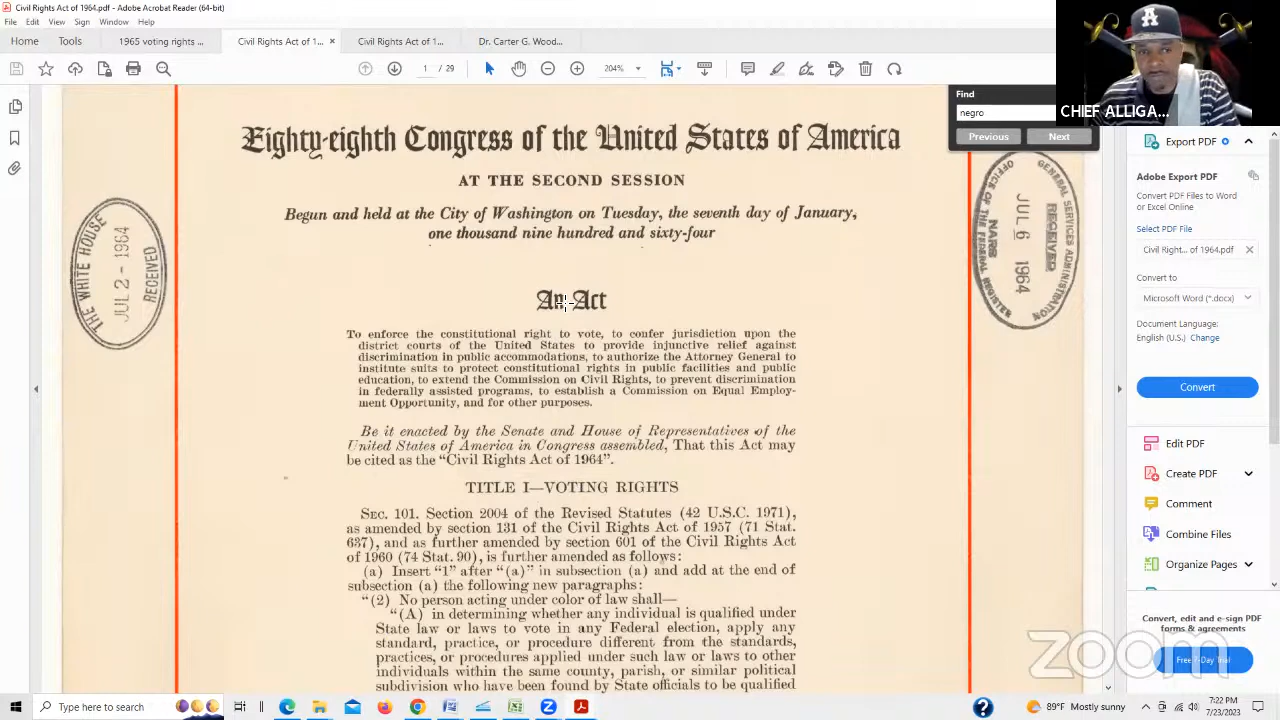 Civil Rights Act of 1964.pdf - Adobe Acrobat Reader (64-bit)
File Edit View Sign Window Help
Home Tools 1965 voting rights ... Civil Rights Act of 1... × Civil Rights Act of 1... Dr. Carter G. Wood...
1 / 29 204%
CHIEF ALLIGA...
Find
negro
Previous Next
Eighty-eighth Congress of the United States of America
AT THE SECOND SESSION
Begun and held at the City of Washington on Tuesday, the seventh day of January,
one thousand nine hundred and sixty-four
THE WHITE HOUSE
JUL 2 - 1964
RECEIVED
GENERAL SERVICES ADMINISTRATION
RECEIVED
JUL 6 1964
NARS
OFFICE OF THE FEDERAL REGISTER
An Act
To enforce the constitutional right to vote, to confer jurisdiction upon the
district courts of the United States to provide injunctive relief against
discrimination in public accommodations, to authorize the Attorney General to
institute suits to protect constitutional rights in public facilities and public
education, to extend the Commission on Civil Rights, to prevent discrimination
in federally assisted programs, to establish a Commission on Equal Employ-
ment Opportunity, and for other purposes.
Be it enacted by the Senate and House of Representatives of the
United States of America in Congress assembled, That this Act may
be cited as the “Civil Rights Act of 1964”.
TITLE I—VOTING RIGHTS
SEC. 101. Section 2004 of the Revised Statutes (42 U.S.C. 1971),
as amended by section 131 of the Civil Rights Act of 1957 (71 Stat.
637), and as further amended by section 601 of the Civil Rights Act
of 1960 (74 Stat. 90), is further amended as follows:
(a) Insert “1” after “(a)” in subsection (a) and add at the end of
subsection (a) the following new paragraphs:
“(2) No person acting under color of law shall—
“(A) in determining whether any individual is qualified under
State law or laws to vote in any Federal election, apply any
standard, practice, or procedure different from the standards,
practices, or procedures applied under such law or laws to other
individuals within the same county, parish, or similar political
subdivision who have been found by State officials to be qualified
Export PDF
Adobe Export PDF
Convert PDF Files to Word
or Excel Online
Select PDF File
Civil Right... of 1964.pdf
Convert to
Microsoft Word (*.docx)
Document Language:
English (U.S.) Change
Convert
Edit PDF
Create PDF
Comment
Combine Files
Organize Pages
Convert, edit and e-sign PDF
forms & agreements
Free 7-Day Trial
zoom
Type here to search
89°F Mostly sunny
7:22 PM
7/23/2023